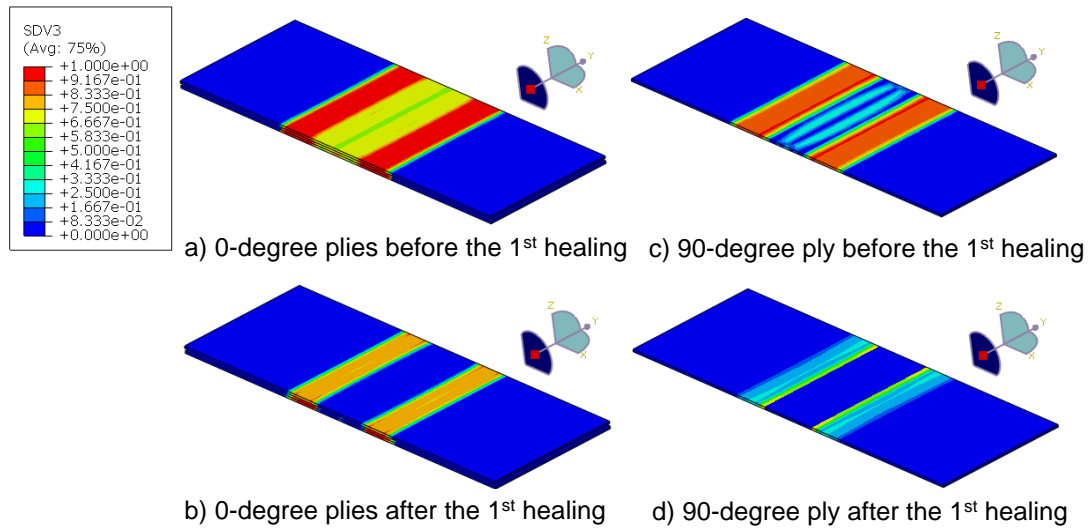 SDV3
(Avg: 75%)
+1.000e+00
+9.167e-01
+8.333e-01
+7.500e-01
+6.667e-01
+5.833e-01
+5.000e-01
+4.167e-01
+3.333e-01
+2.500e-01
+1.667e-01
+8.333e-02
+0.000e+00
Z
Y
X
Z
Y
X
a) 0-degree plies before the 1st healing
c) 90-degree ply before the 1st healing
Z
Y
X
Z
Y
X
b) 0-degree plies after the 1st healing
d) 90-degree ply after the 1st healing